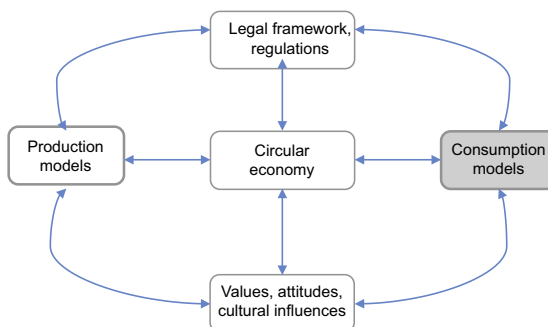 Legal framework,
regulations
Production
models
Circular
economy
Consumption
models
Values, attitudes,
cultural influences